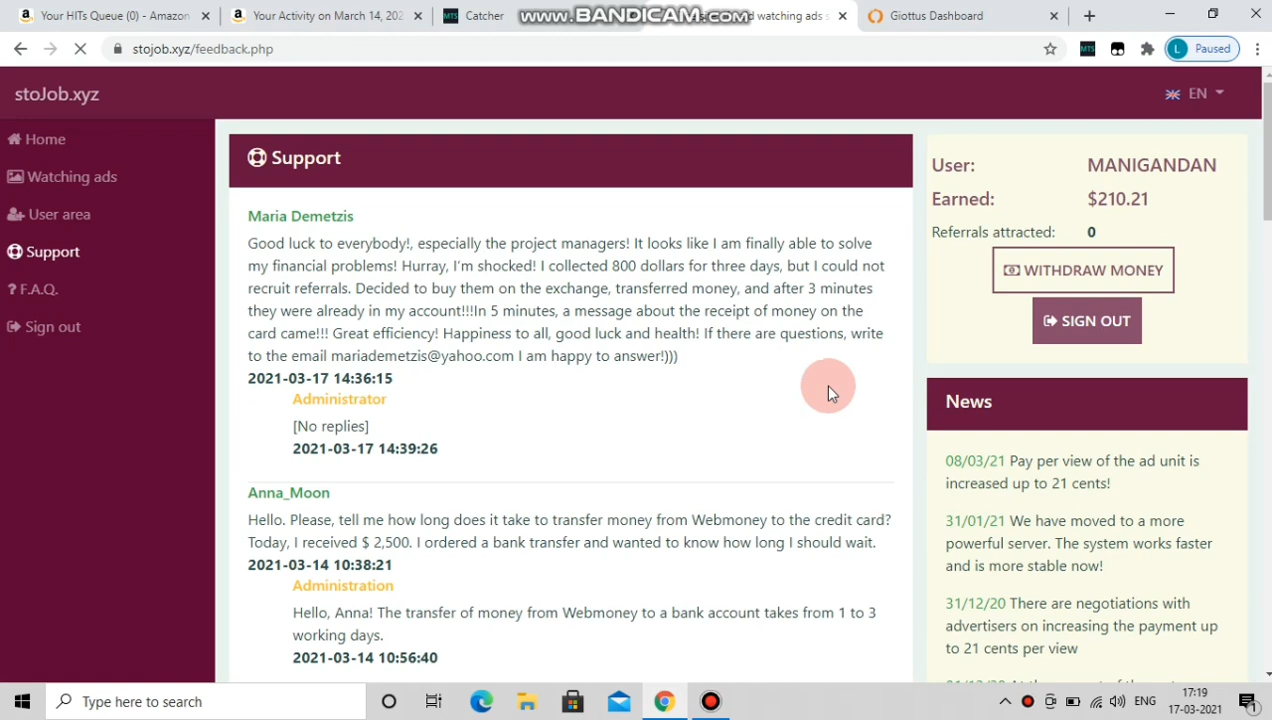 Your HITs Queue (0) - Amazon
Your Activity on March 14, 202
Catcher
www.BANDICAM.com
d watching ads s
Giottus Dashboard
stojob.xyz/feedback.php
MTS
L
Paused
stoJob.xyz
EN
Home
Watching ads
User area
Support
F.A.Q.
Sign out
Support
Maria Demetzis
Good luck to everybody!, especially the project managers! It looks like I am finally able to solve
my financial problems! Hurray, I'm shocked! I collected 800 dollars for three days, but I could not
recruit referrals. Decided to buy them on the exchange, transferred money, and after 3 minutes
they were already in my account!!!In 5 minutes, a message about the receipt of money on the
card came!!! Great efficiency! Happiness to all, good luck and health! If there are questions, write
to the email mariademetzis@yahoo.com I am happy to answer!)))
2021-03-17 14:36:15
Administrator
[No replies]
2021-03-17 14:39:26
Anna_Moon
Hello. Please, tell me how long does it take to transfer money from Webmoney to the credit card?
Today, I received $ 2,500. I ordered a bank transfer and wanted to know how long I should wait.
2021-03-14 10:38:21
Administration
Hello, Anna! The transfer of money from Webmoney to a bank account takes from 1 to 3
working days.
2021-03-14 10:56:40
User: MANIGANDAN
Earned: $210.21
Referrals attracted: 0
WITHDRAW MONEY
SIGN OUT
News
08/03/21 Pay per view of the ad unit is
increased up to 21 cents!
31/01/21 We have moved to a more
powerful server. The system works faster
and is more stable now!
31/12/20 There are negotiations with
advertisers on increasing the payment up
to 21 cents per view
Type here to search
ENG
17:19
17-03-2021
1